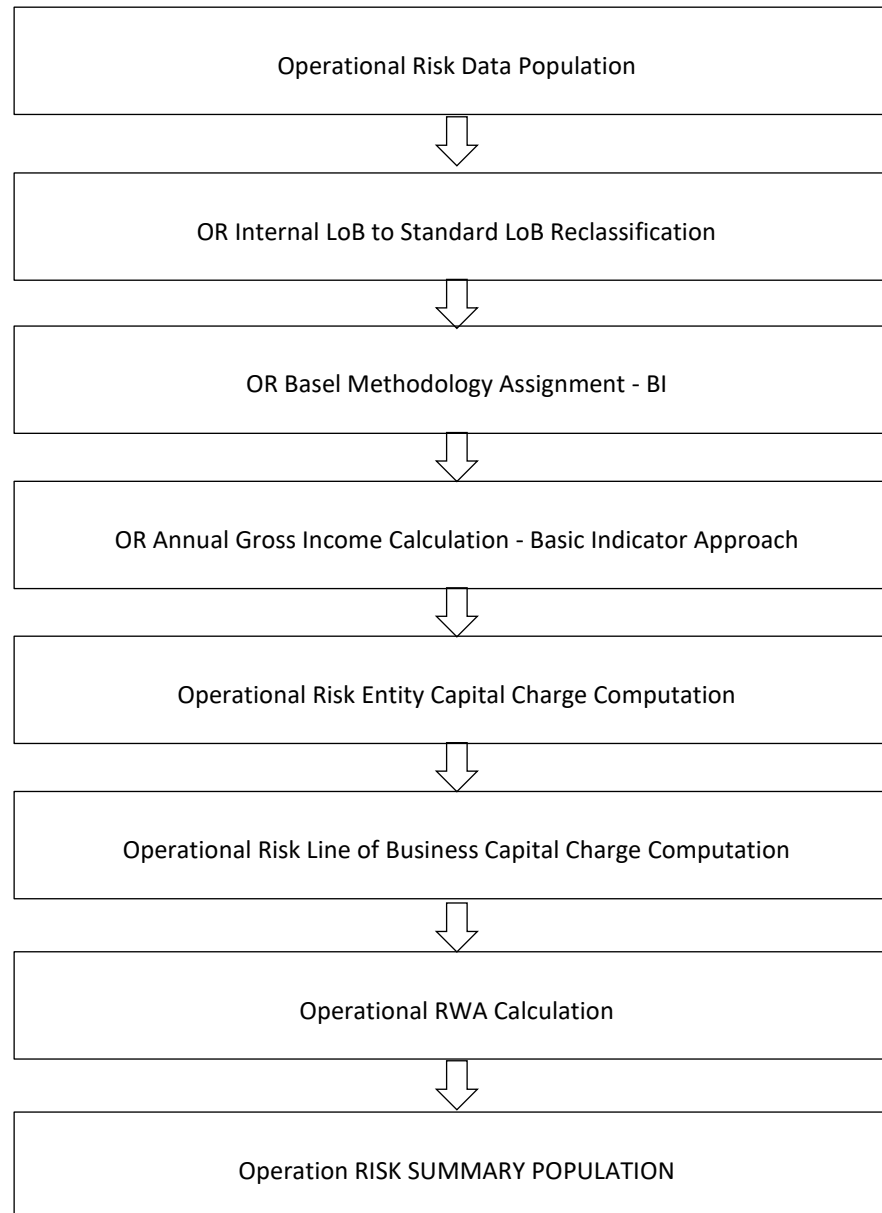 Operational Risk Data Population
OR Internal LoB to Standard LoB Reclassification
OR Basel Methodology Assignment - BI
OR Annual Gross Income Calculation - Basic Indicator Approach
Operational Risk Entity Capital Charge Computation
Operational Risk Line of Business Capital Charge Computation
Operational RWA Calculation
Operation RISK SUMMARY POPULATION